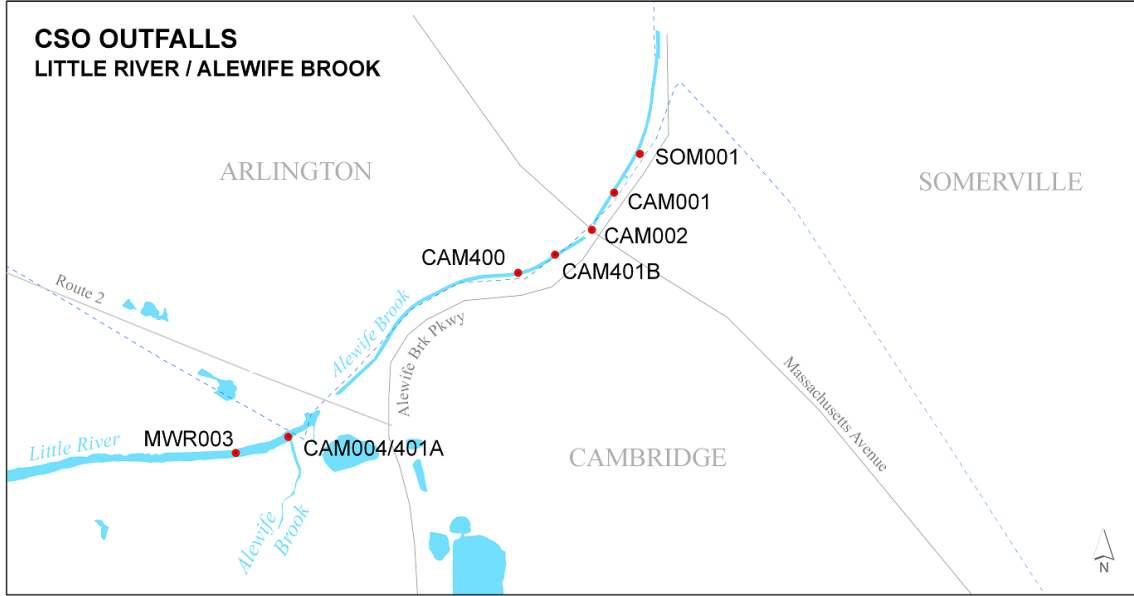 CSO OUTFALLS
LITTLE RIVER / ALEWIFE BROOK
ARLINGTON
SOMERVILLE
SOM001
CAM001
CAM002
CAM400
CAM401B
Route 2
Alewife Brook
Alewife Brk Pkwy
Massachusetts Avenue
Little River
MWR003
CAM004/401A
CAMBRIDGE
Alewife
Brook
N